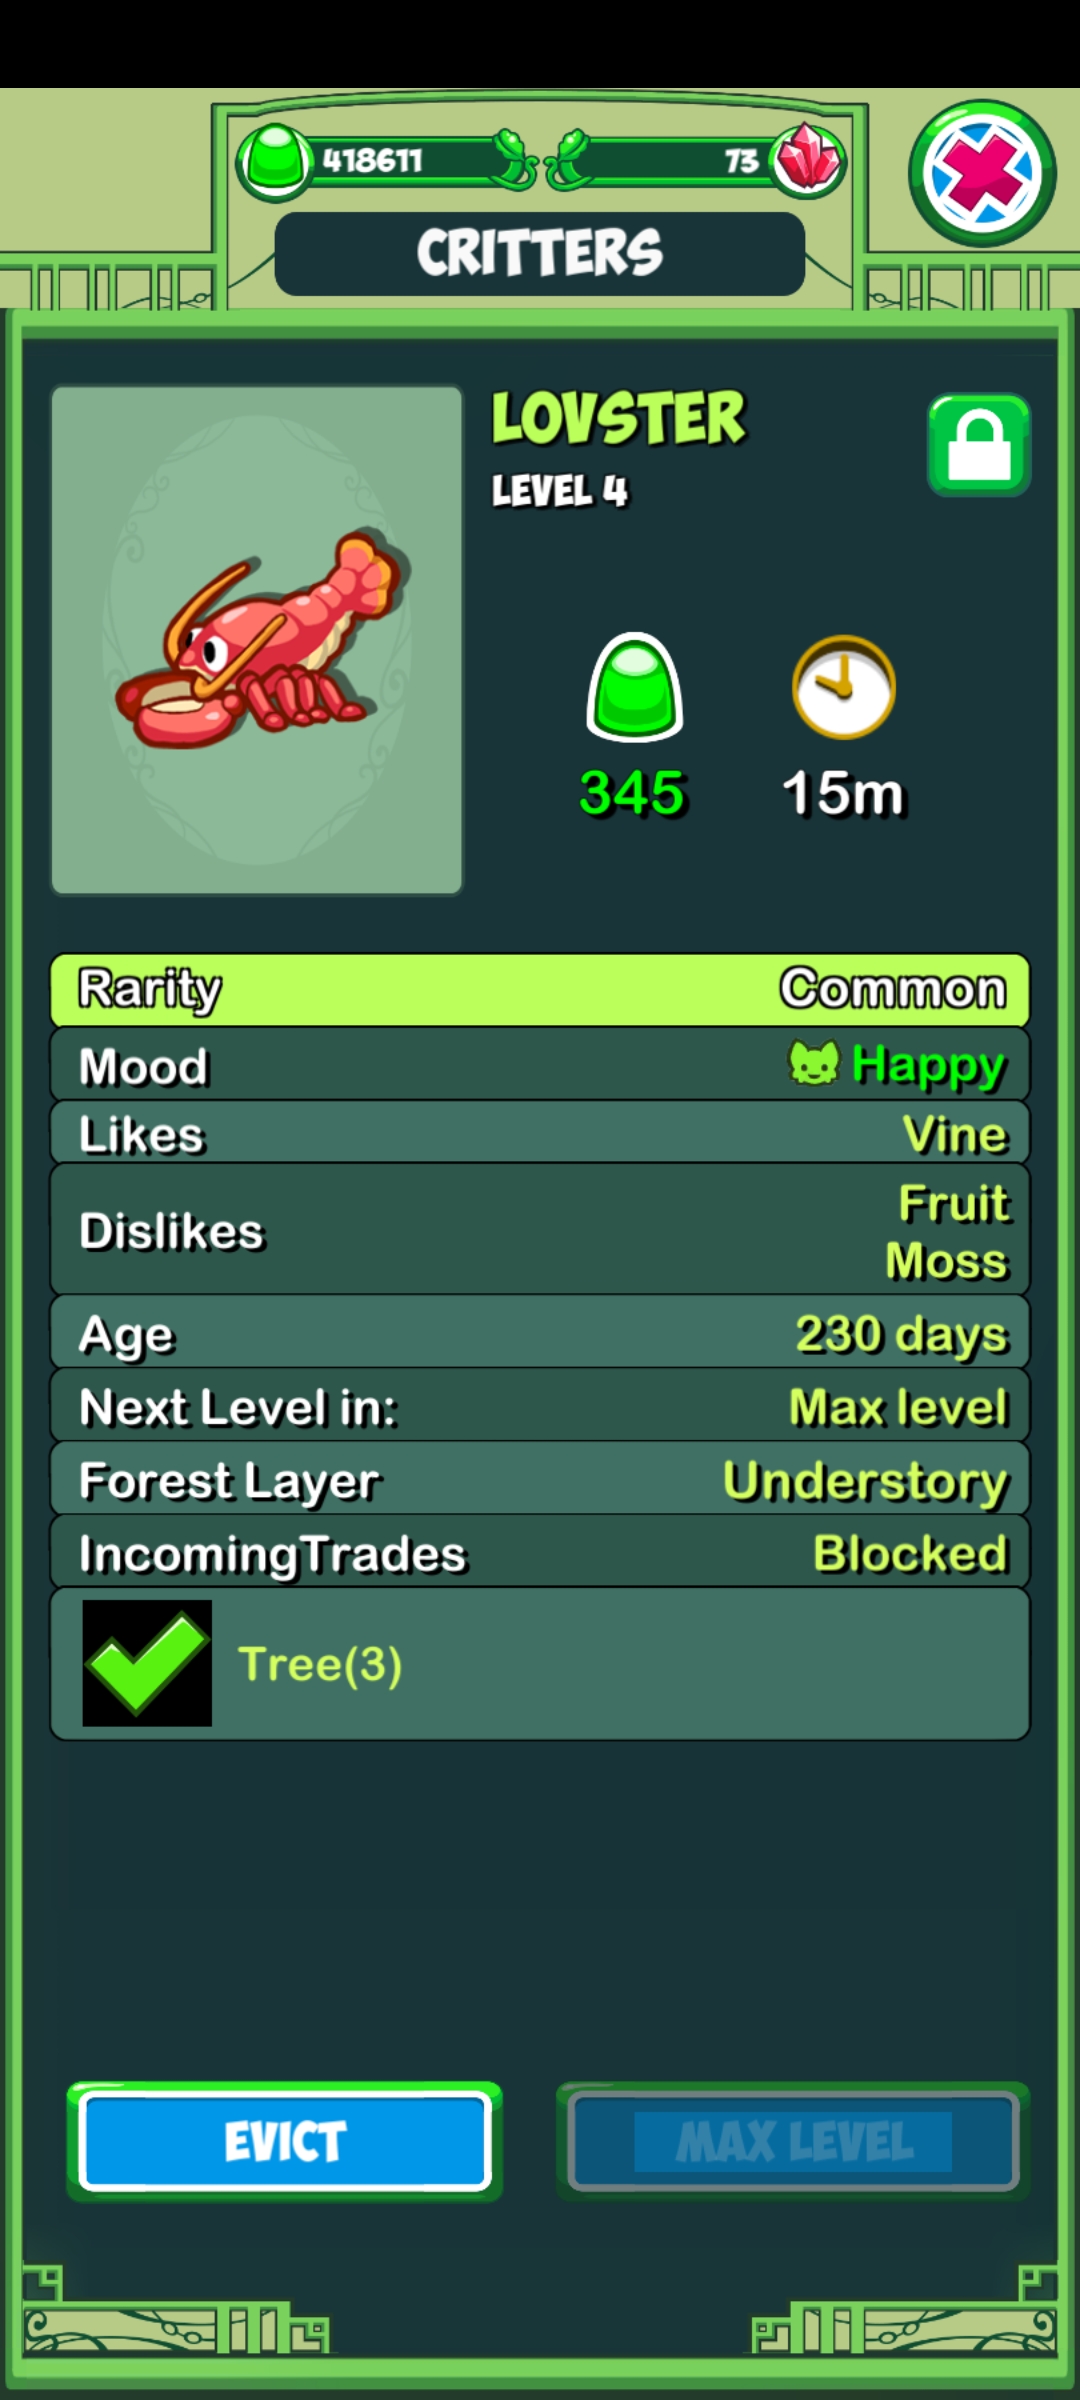 418611
73
CRITTERS
LOVSTER
LEVEL 4
345
15m
Rarity Common
Mood Happy
Likes Vine
Dislikes Fruit
Moss
Age 230 days
Next Level in: Max level
Forest Layer Understory
IncomingTrades Blocked
Tree(3)
EVICT
MAX LEVEL